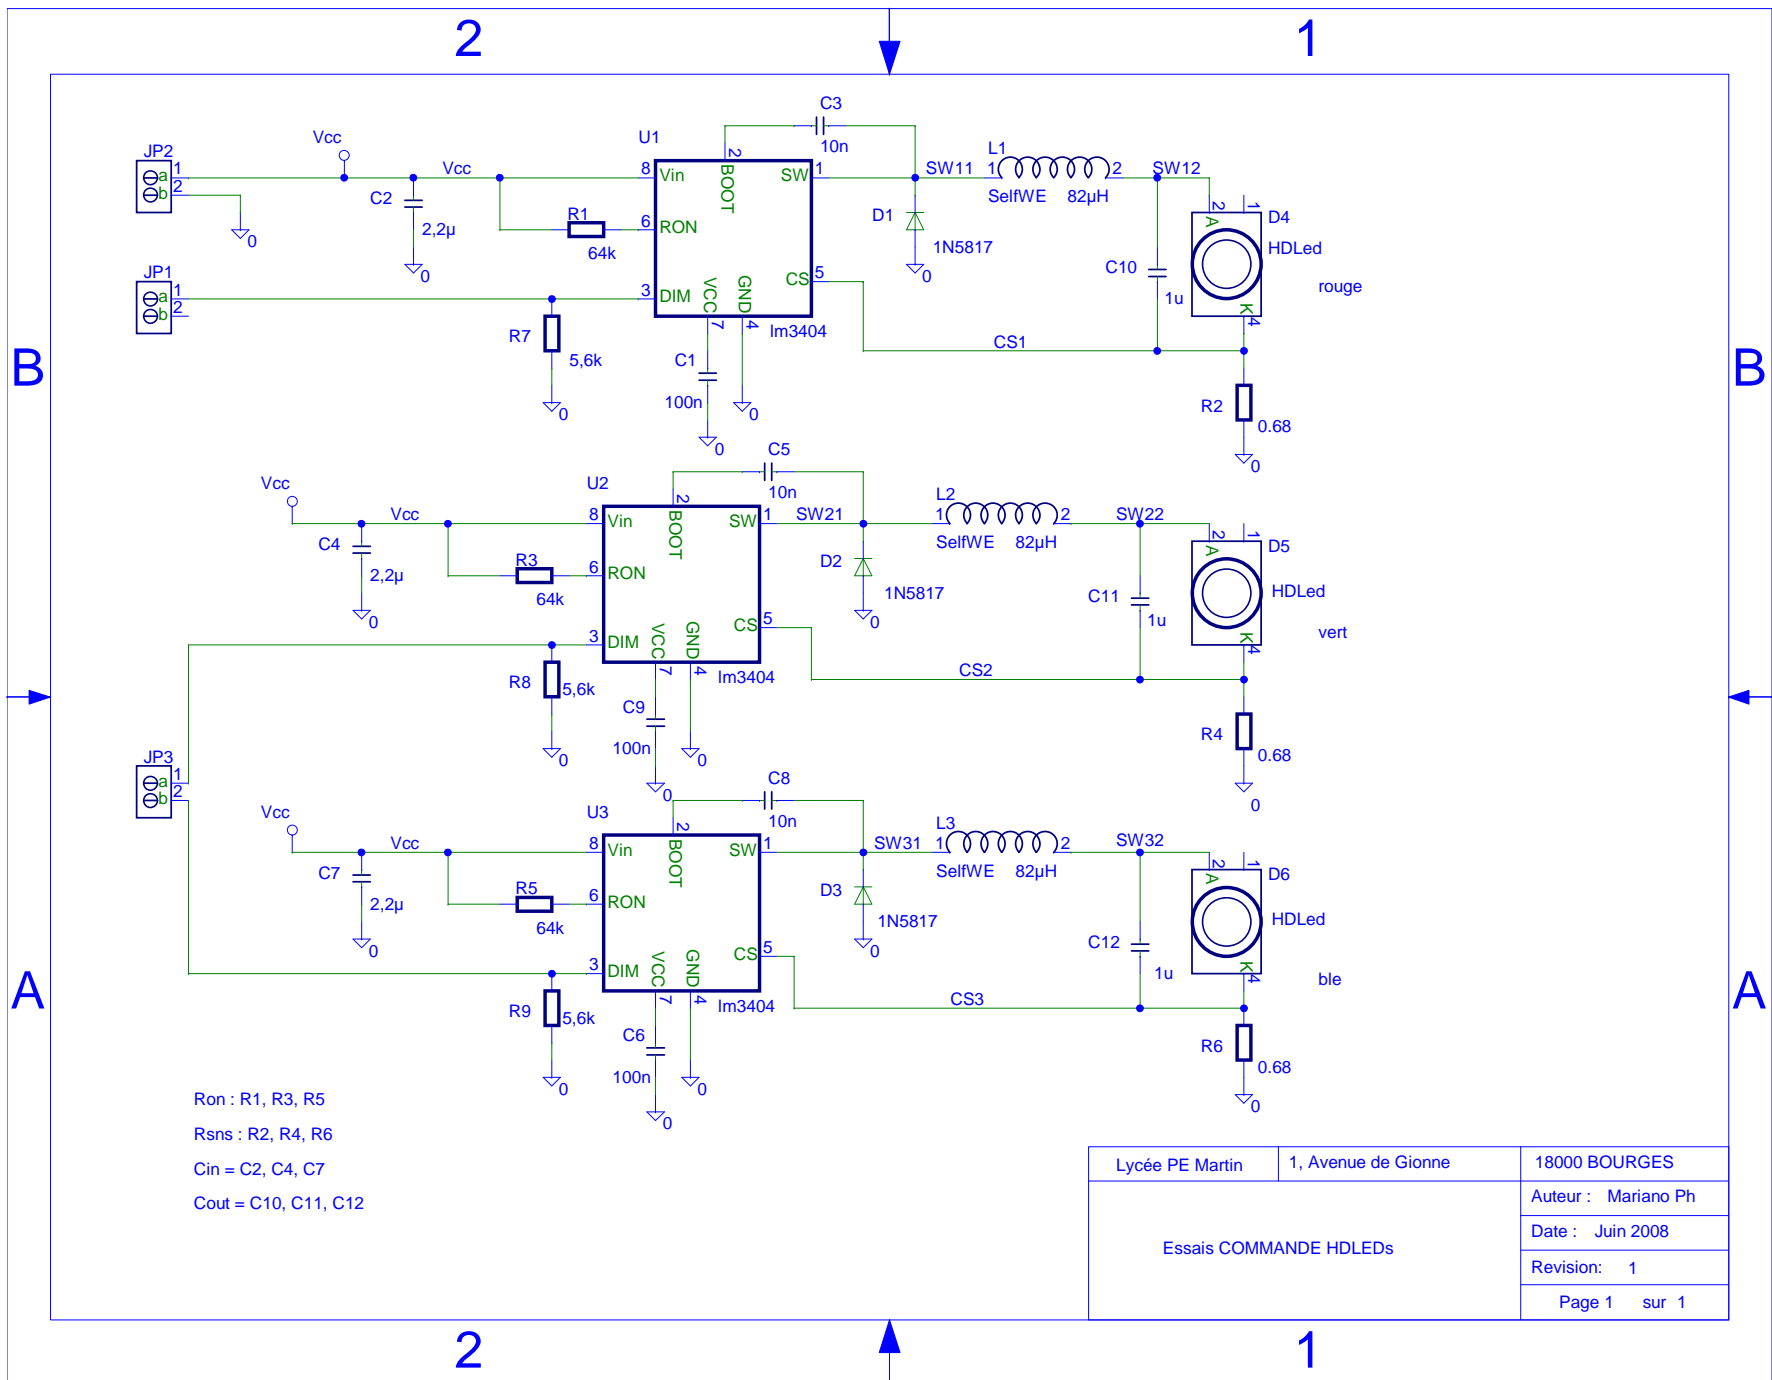 2 1
C3
10n
Vcc
U1
JP2
1
a
2
b
0
Vcc
C2
2,2µ
0
8 Vin
2
BOOT
SW 1
SW11
L1
1 2
SelfWE 82µH
SW12
R1
64k
6 RON
D1
1N5817
0
2
A
1
D4
HDLed
rouge
C10
1u
K
4
JP1
1
a
2
b
3 DIM
CS 5
VCC
7
GND
4
lm3404
R7
5,6k
0
C1
100n
0
0
CS1
R2
0.68
0
B B
C5
10n
Vcc
U2
Vcc
C4
2,2µ
0
8 Vin
2
BOOT
SW 1
SW21
L2
1 2
SelfWE 82µH
SW22
R3
64k
6 RON
D2
1N5817
0
2
A
1
D5
HDLed
vert
C11
1u
K
4
3 DIM
CS 5
VCC
7
GND
4
lm3404
R8
5,6k
0
C9
100n
0
0
CS2
R4
0.68
0
JP3
1
a
2
b
C8
10n
Vcc
U3
Vcc
C7
2,2µ
0
8 Vin
2
BOOT
SW 1
SW31
L3
1 2
SelfWE 82µH
SW32
R5
64k
6 RON
D3
1N5817
0
2
A
1
D6
HDLed
ble
C12
1u
K
4
3 DIM
CS 5
VCC
7
GND
4
lm3404
R9
5,6k
0
C6
100n
0
0
CS3
R6
0.68
0
A A
Ron : R1, R3, R5
Rsns : R2, R4, R6
Cin = C2, C4, C7
Cout = C10, C11, C12
Lycée PE Martin 1, Avenue de Gionne 18000 BOURGES
Auteur : Mariano Ph
Essais COMMANDE HDLEDs
Date : Juin 2008
Revision: 1
Page 1 sur 1
2 1